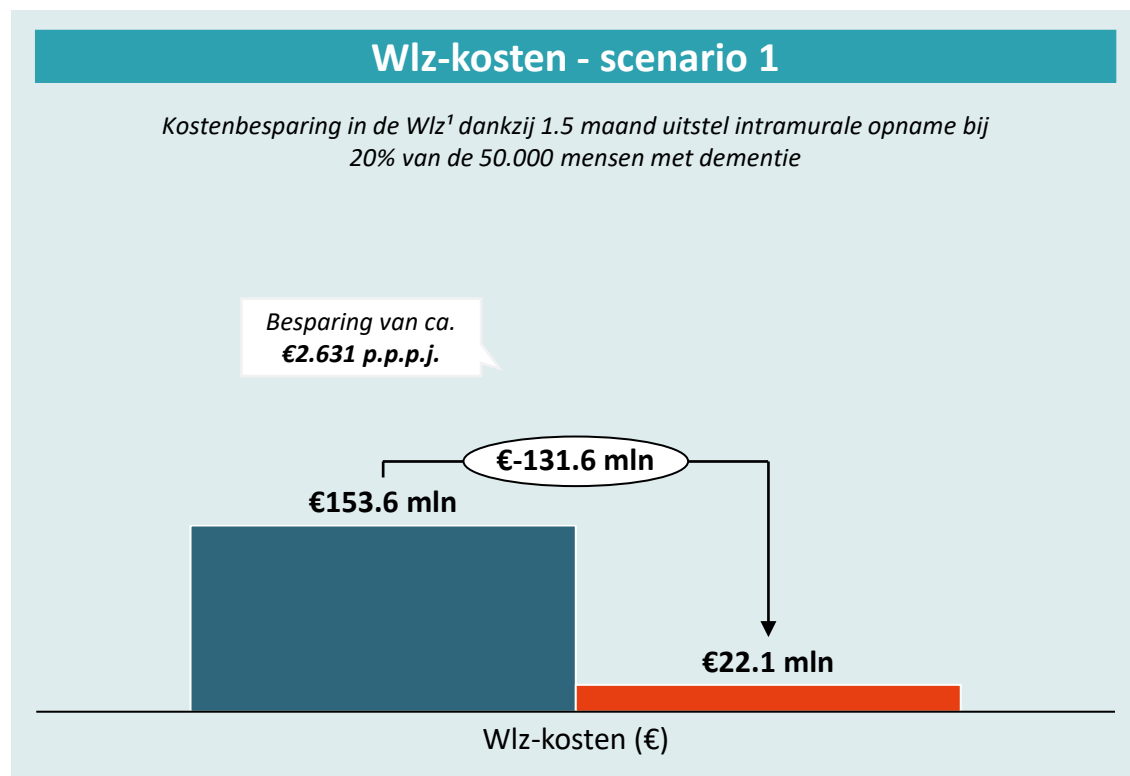 Wlz-kosten - scenario 1
Kostenbesparing in de Wlz¹ dankzij 1.5 maand uitstel intramurale opname bij
20% van de 50.000 mensen met dementie
Besparing van ca.
€2.631 p.p.p.j.
€-131.6 mln
€153.6 mln
€22.1 mln
Wlz-kosten (€)